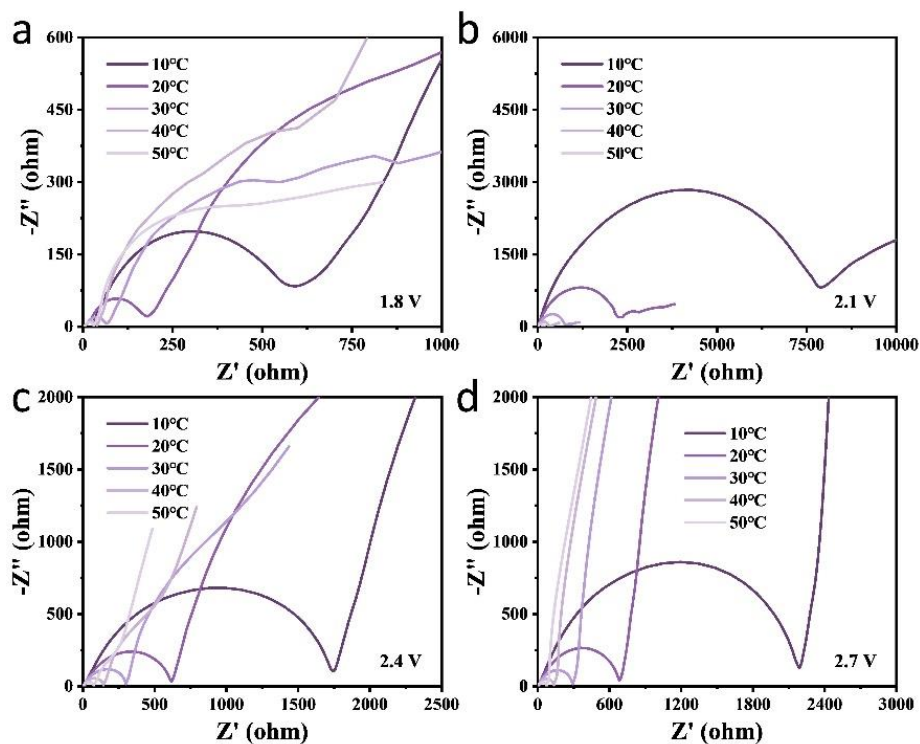 a
600
450
300
150
0
-Z'' (ohm)
10°C
20°C
30°C
40°C
50°C
1.8 V
0 250 500 750 1000
Z' (ohm)
b
6000
4500
3000
1500
0
-Z'' (ohm)
10°C
20°C
30°C
40°C
50°C
2.1 V
0 2500 5000 7500 10000
Z' (ohm)
c
2000
1500
1000
500
0
-Z'' (ohm)
10°C
20°C
30°C
40°C
50°C
2.4 V
0 500 1000 1500 2000 2500
Z' (ohm)
d
2000
1500
1000
500
0
-Z'' (ohm)
10°C
20°C
30°C
40°C
50°C
2.7 V
0 600 1200 1800 2400 3000
Z' (ohm)